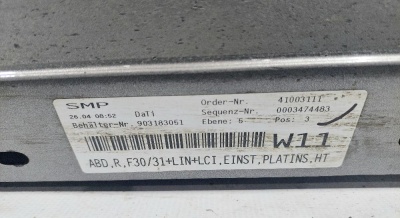 SMP Order-Nr. 41003111
26.04 08:52 DaTi Sequenz-Nr. 0003474483
Behälter-Nr. 903183051 Ebene: 6 Pos: 3
W11
ABD,R,F30/31+LIN+LCI,EINST,PLATINS,HT